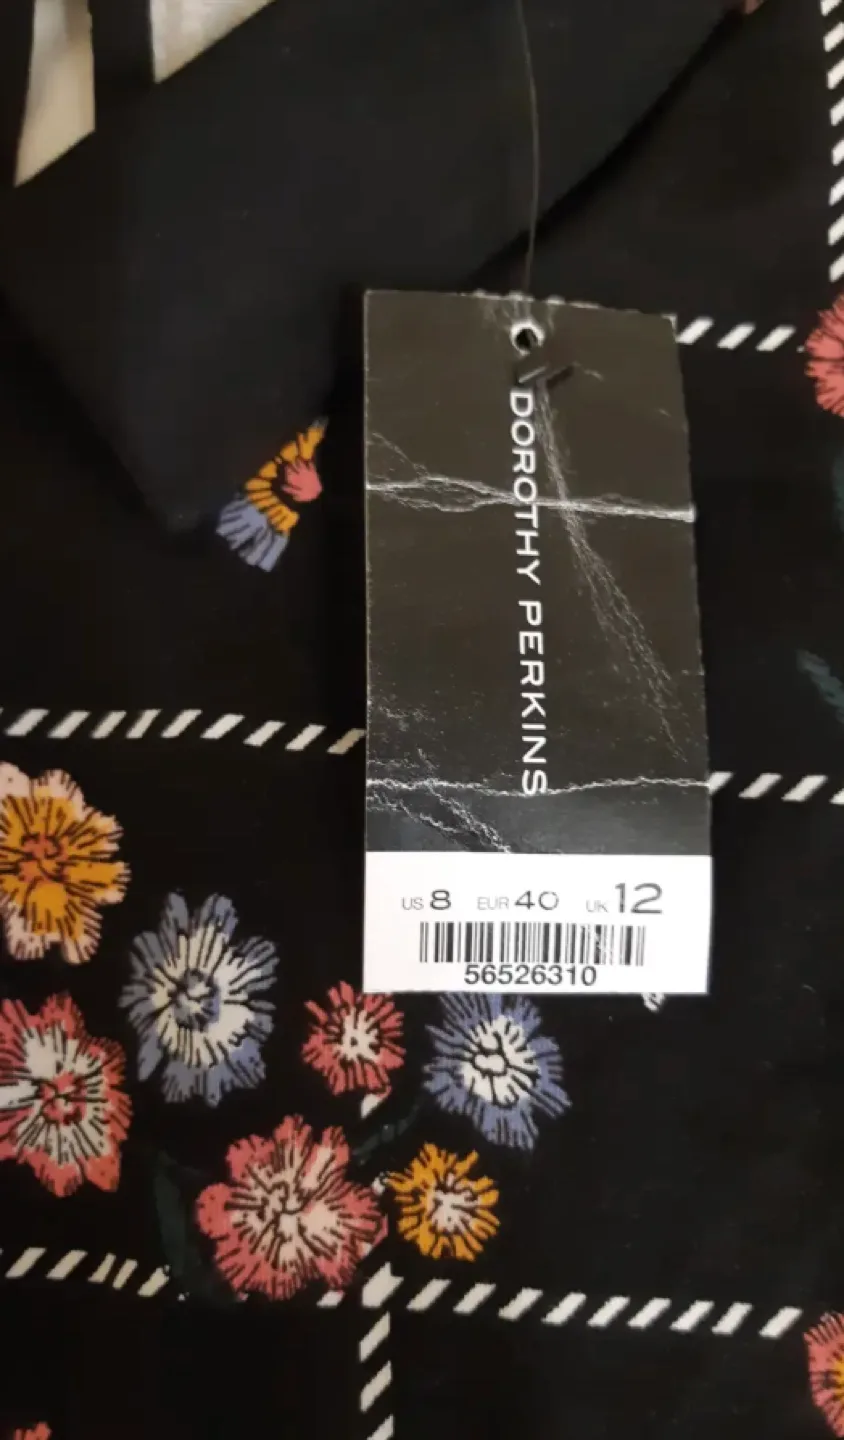 DOROTHY PERKINS
US 8 EUR 40 UK 12
56526310